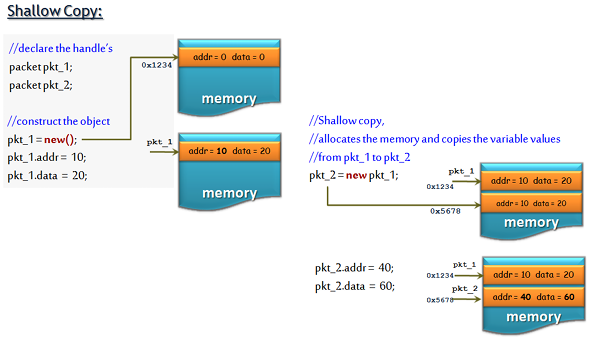 Shallow Copy:
//declare the handle's
packet pkt_1;
packet pkt_2;
0x1234
addr = 0 data = 0
memory
//construct the object
pkt_1 = new();
pkt_1.addr = 10;
pkt_1.data = 20;
pkt_1
addr = 10 data = 20
memory
//Shallow copy,
//allocates the memory and copies the variable values
//from pkt_1 to pkt_2
pkt_2 = new pkt_1;
pkt_1
0x1234
addr = 10 data = 20
0x5678
addr = 10 data = 20
memory
pkt_2.addr = 40;
pkt_2.data = 60;
pkt_1
0x1234
addr = 10 data = 20
pkt_2
0x5678
addr = 40 data = 60
memory